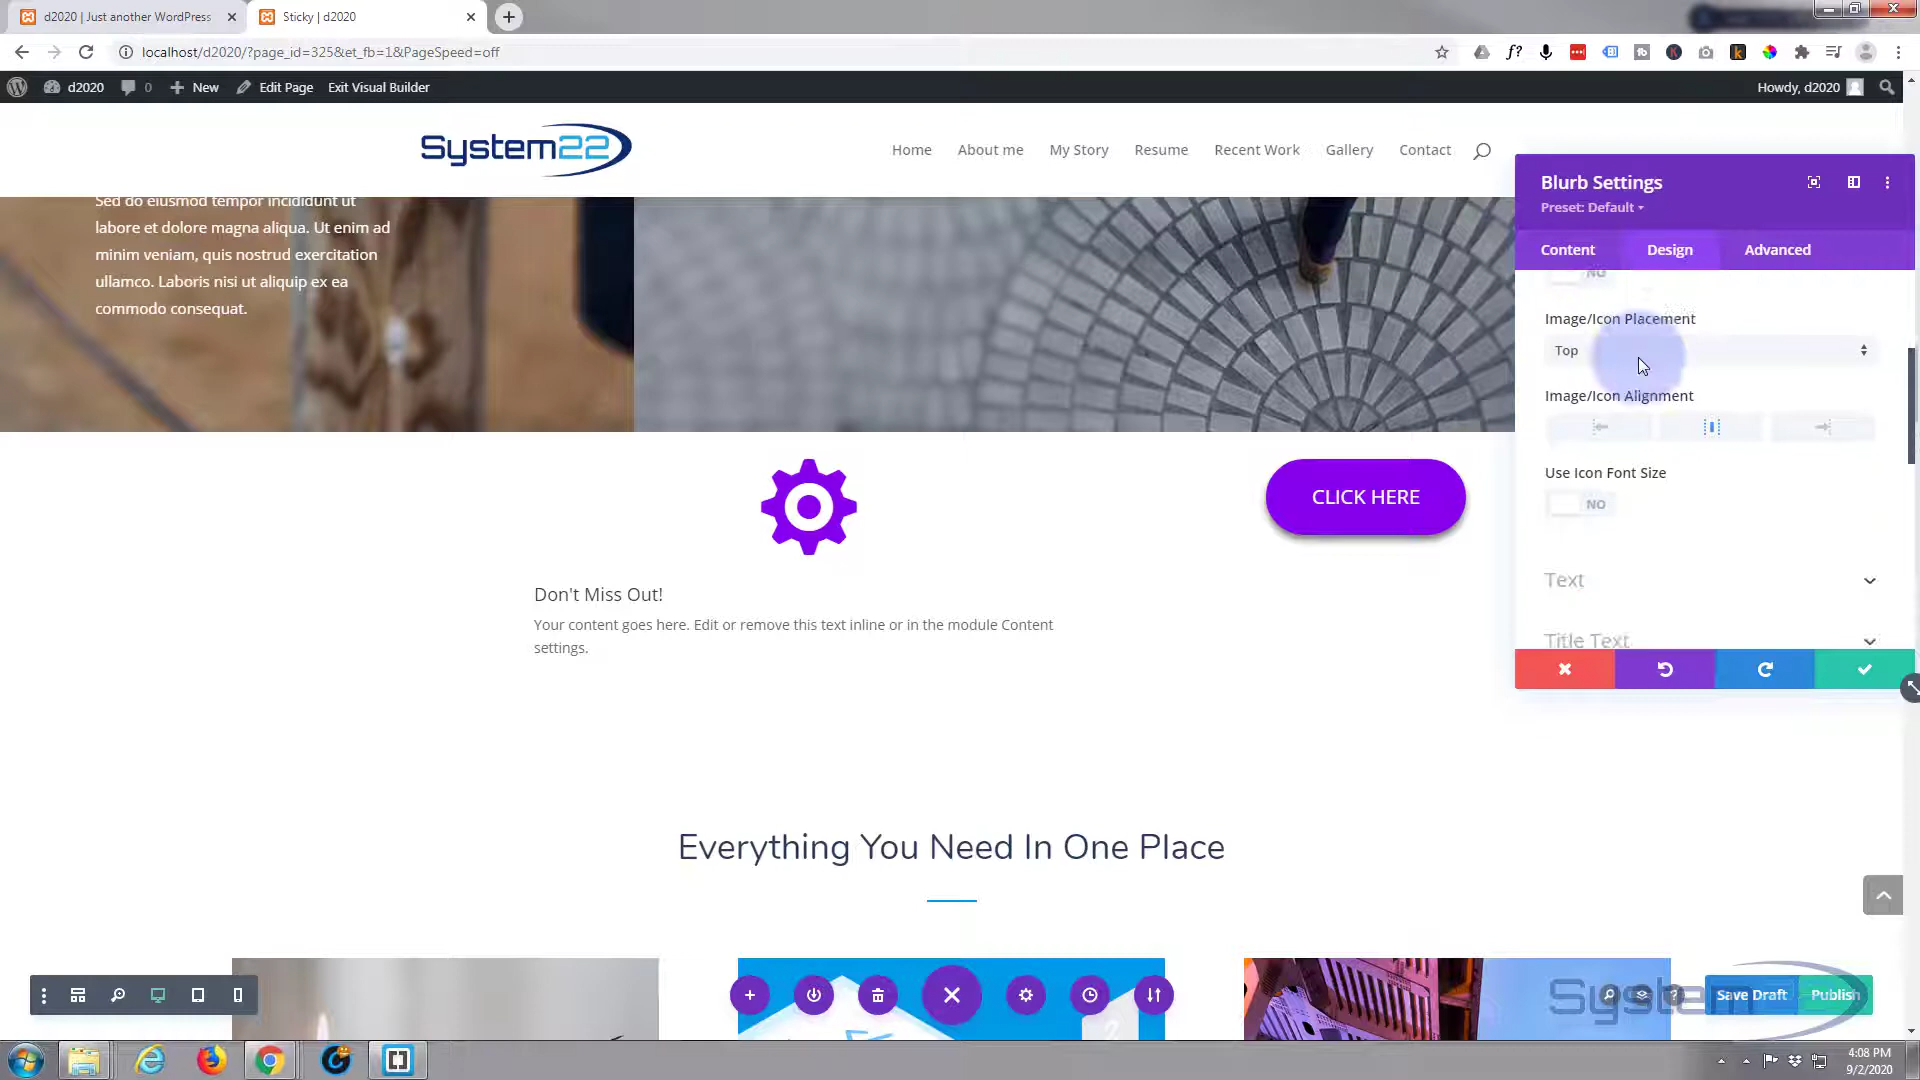 d2020 | Just another WordPress
Sticky | d2020
localhost/d2020/?page_id=325&et_fb=1&PageSpeed=off
d2020
0
New
Edit Page
Exit Visual Builder
Howdy, d2020
System22
Home
About me
My Story
Resume
Recent Work
Gallery
Contact
Sed do eiusmod tempor incididunt ut
labore et dolore magna aliqua. Ut enim ad
minim veniam, quis nostrud exercitation
ullamco. Laboris nisi ut aliquip ex ea
commodo consequat.
Blurb Settings
Preset: Default
Content
Design
Advanced
NO
Image/Icon Placement
Top
Image/Icon Alignment
Use Icon Font Size
NO
Text
Title Text
CLICK HERE
Don't Miss Out!
Your content goes here. Edit or remove this text inline or in the module Content
settings.
Everything You Need In One Place
Save Draft
Publish
System
4:08 PM
9/2/2020